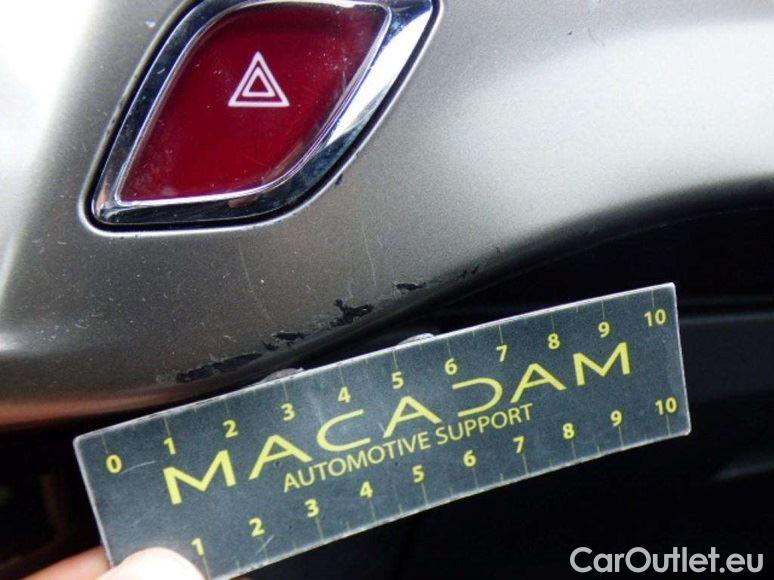 0 1 2 3 4 5 6 7 8 9 10
MACADAM
AUTOMOTIVE SUPPORT
1 2 3 4 5 6 7 8 9 10
CarOutlet.eu